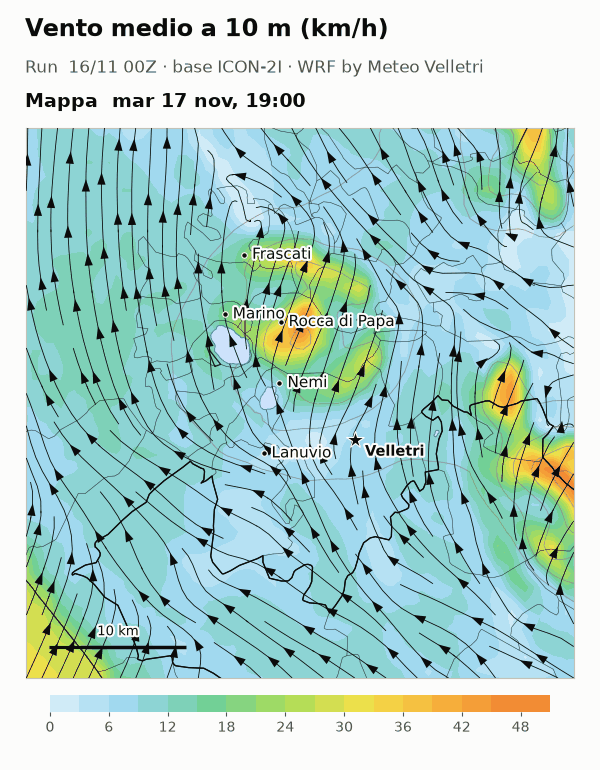 Vento medio a 10 m (km/h)
Run  16/11 00Z · base ICON-2I · WRF by Meteo Velletri
Mappa  mar 17 nov, 19:00
Frascati
Marino
Rocca di Papa
Nemi
Velletri
Lanuvio
10 km
0 6 12 18 24 30 36 42 48